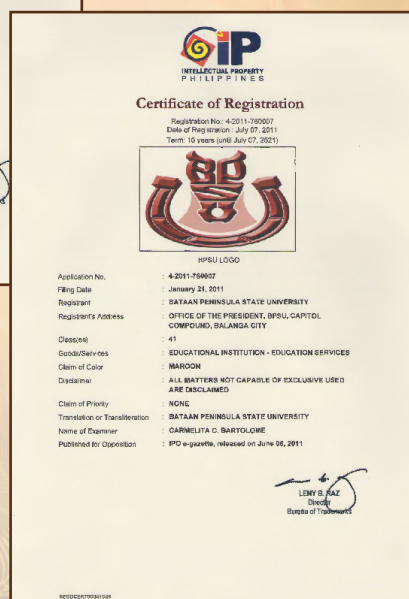 iP
INTELLECTUAL PROPERTY
PHILIPPINES
Certificate of Registration
Registration No.: 4-2011-760007
Date of Registration : July 07, 2011
Term: 10 years (until July 07, 2021)
BPSU
BPSU LOGO
Application No. : 4-2011-760007
Filing Date : January 21, 2011
Registrant : BATAAN PENINSULA STATE UNIVERSITY
Registrant's Address : OFFICE OF THE PRESIDENT, BPSU, CAPITOL
COMPOUND, BALANGA CITY
Class(es) : 41
Goods/Services : EDUCATIONAL INSTITUTION - EDUCATION SERVICES
Claim of Color : MAROON
Disclaimer : ALL MATTERS NOT CAPABLE OF EXCLUSIVE USED
ARE DISCLAIMED
Claim of Priority : NONE
Translation or Transliteration : BATAAN PENINSULA STATE UNIVERSITY
Name of Examiner : CARMELITA C. BARTOLOME
Published for Opposition : IPO e-gazette, released on June 06, 2011
LENY B. RAZ
Director
Bureau of Trademarks